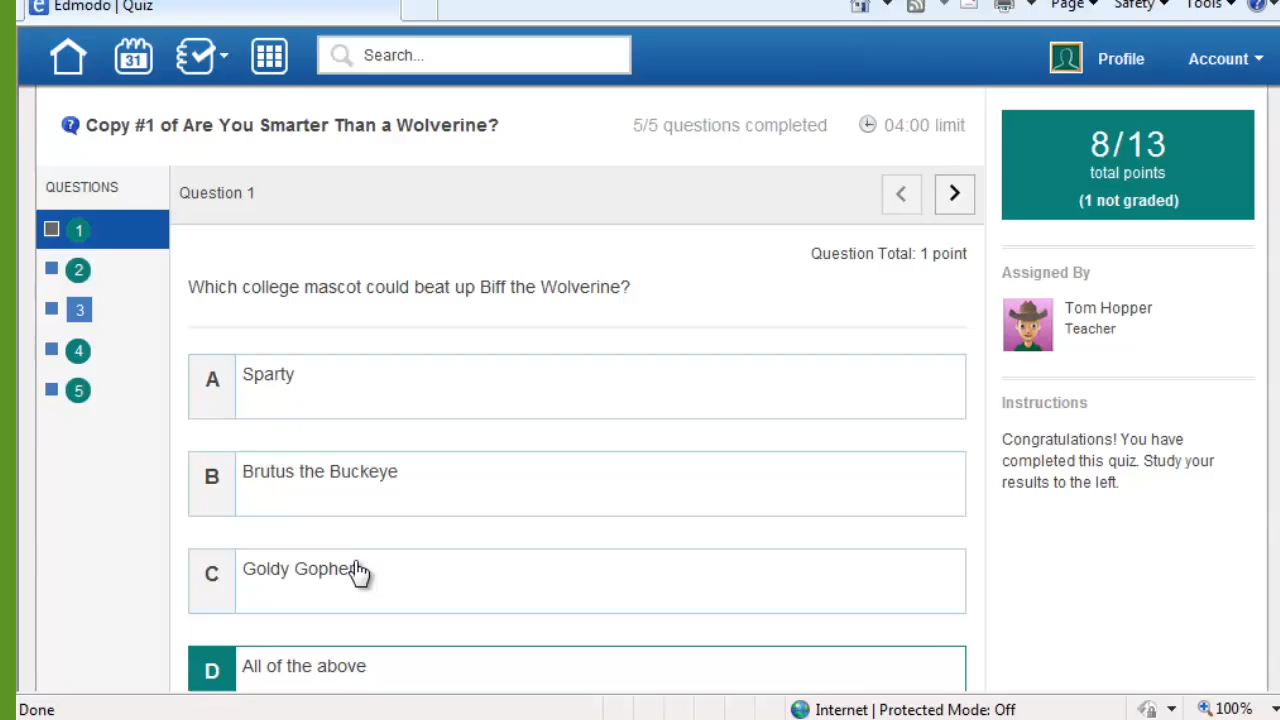 Edmodo | Quiz
Page Safety Tools
31 Search... Profile Account
Copy #1 of Are You Smarter Than a Wolverine? 5/5 questions completed 04:00 limit
QUESTIONS
1
2
3
4
5
Question 1
Question Total: 1 point
Which college mascot could beat up Biff the Wolverine?
A Sparty
B Brutus the Buckeye
C Goldy Gopher
D All of the above
8/13
total points
(1 not graded)
Assigned By
Tom Hopper
Teacher
Instructions
Congratulations! You have
completed this quiz. Study your
results to the left.
Done Internet | Protected Mode: Off 100%